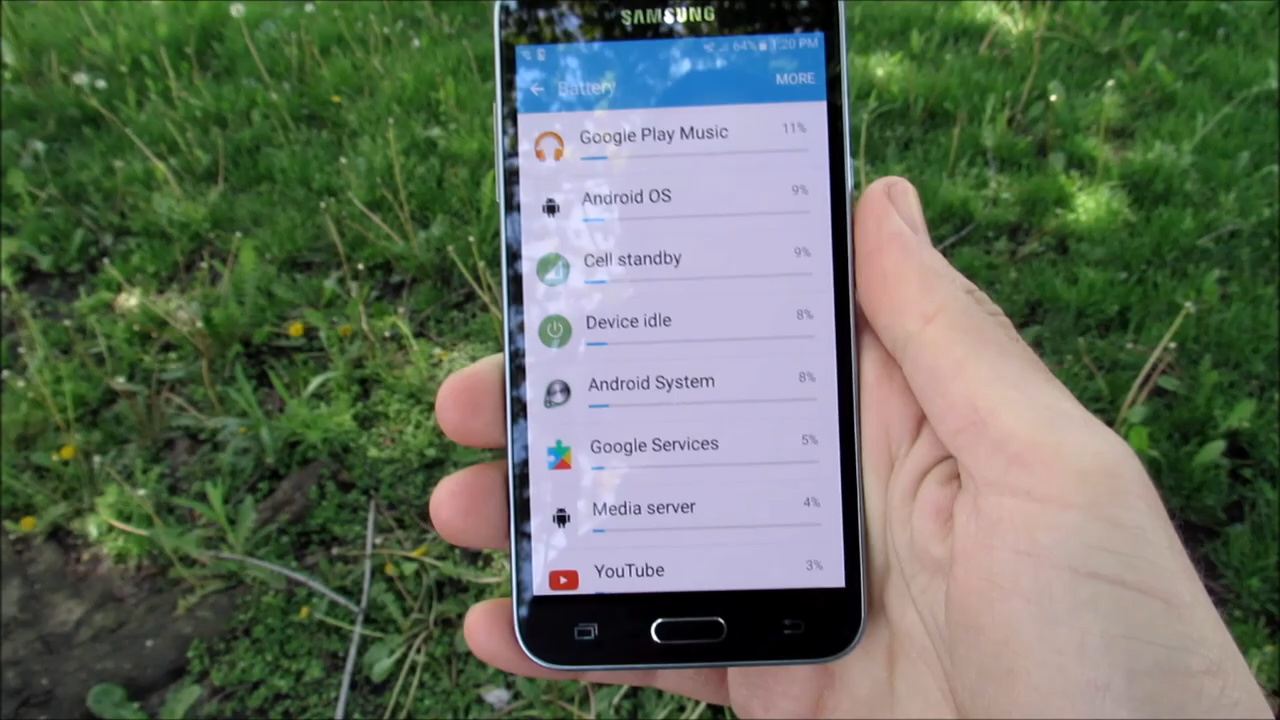 SAMSUNG
64% 1:20 PM
Battery MORE
Google Play Music 11%
Android OS 9%
Cell standby 9%
Device idle 8%
Android System 8%
Google Services 5%
Media server 4%
YouTube 3%